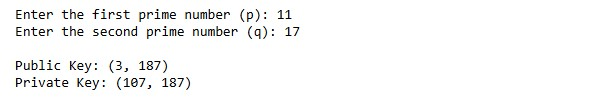 Enter the first prime number (p): 11
Enter the second prime number (q): 17
Public Key: (3, 187)
Private Key: (107, 187)